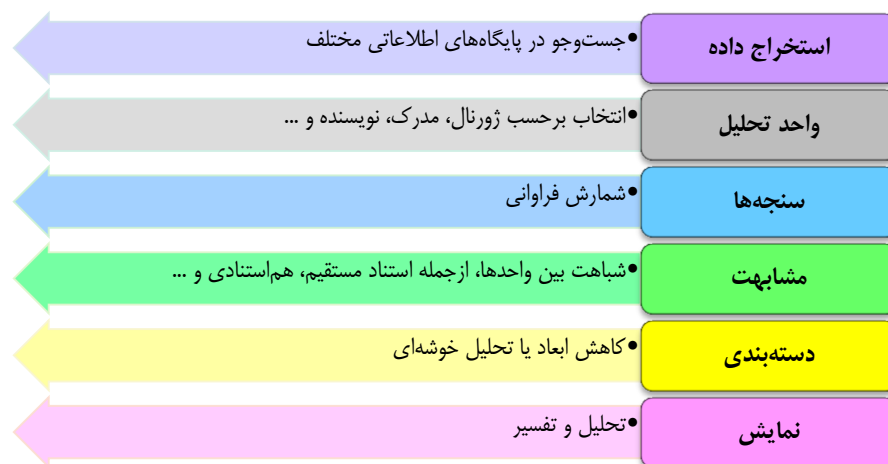 استخراج داده
•جست‌وجو در پایگاه‌های اطلاعاتی مختلف
واحد تحلیل
•انتخاب برحسب ژورنال، مدرک، نویسنده و ...
سنجه‌ها
•شمارش فراوانی
مشابهت
•شباهت بین واحدها، ازجمله استناد مستقیم، هم‌استنادی و ...
دسته‌بندی
•کاهش ابعاد یا تحلیل خوشه‌ای
نمایش
•تحلیل و تفسیر